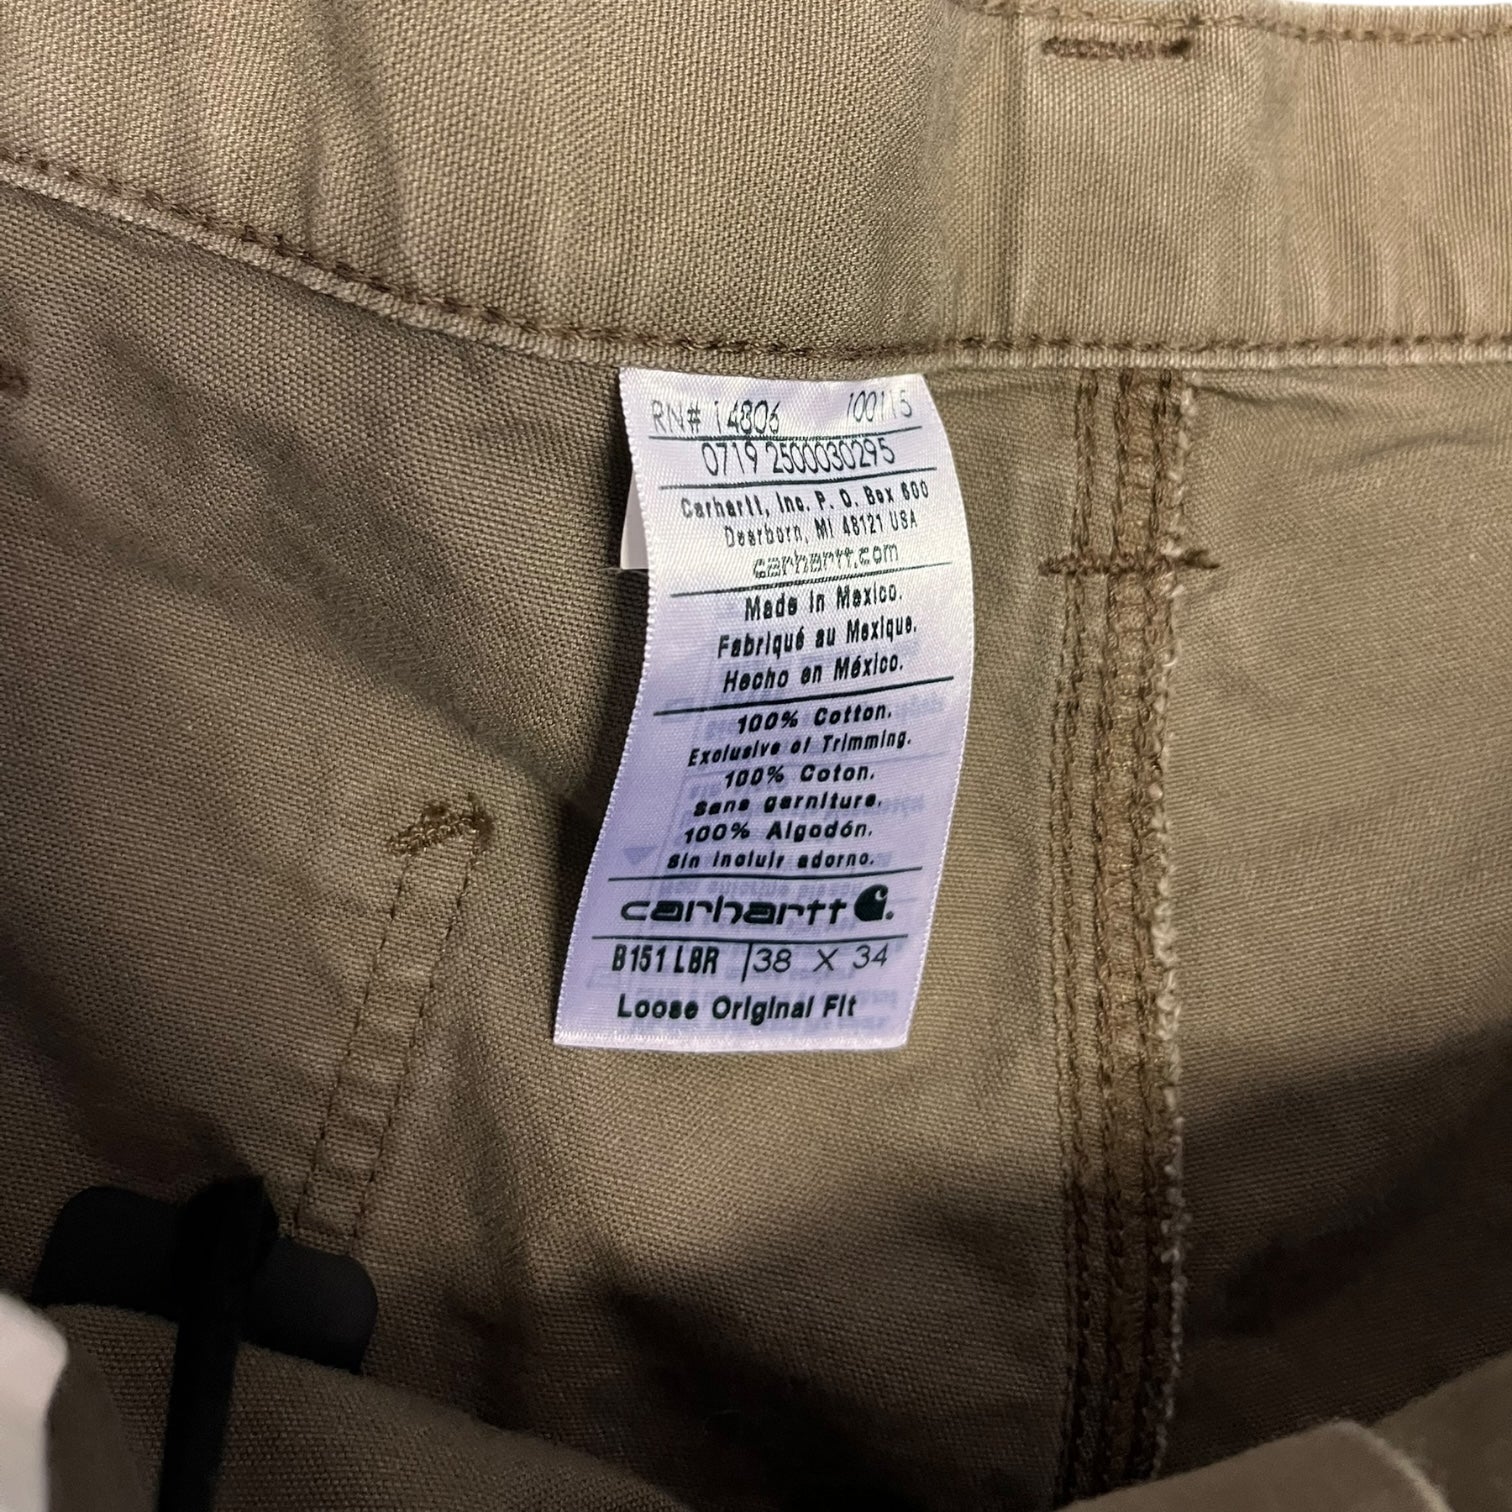 RN# 14806 100115
0719 2500030295
Carhartt, Inc. P. O. Box 600
Dearborn, MI 48121 USA
carhartt.com
Made in Mexico.
Fabriqué au Mexique.
Hecho en México.
100% Cotton.
Exclusive of Trimming.
100% Coton.
Sans garniture.
100% Algodón.
Sin incluir adorno.
carhartt
B151 LBR 38 X 34
Loose Original Fit